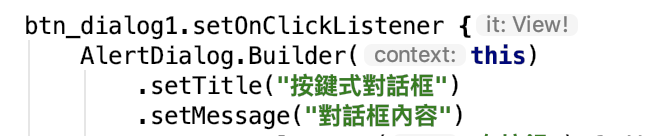 btn_dialog1.setOnClickListener { it: View!
AlertDialog.Builder( context: this)
.setTitle("按鍵式對話框")
.setMessage("對話框內容")